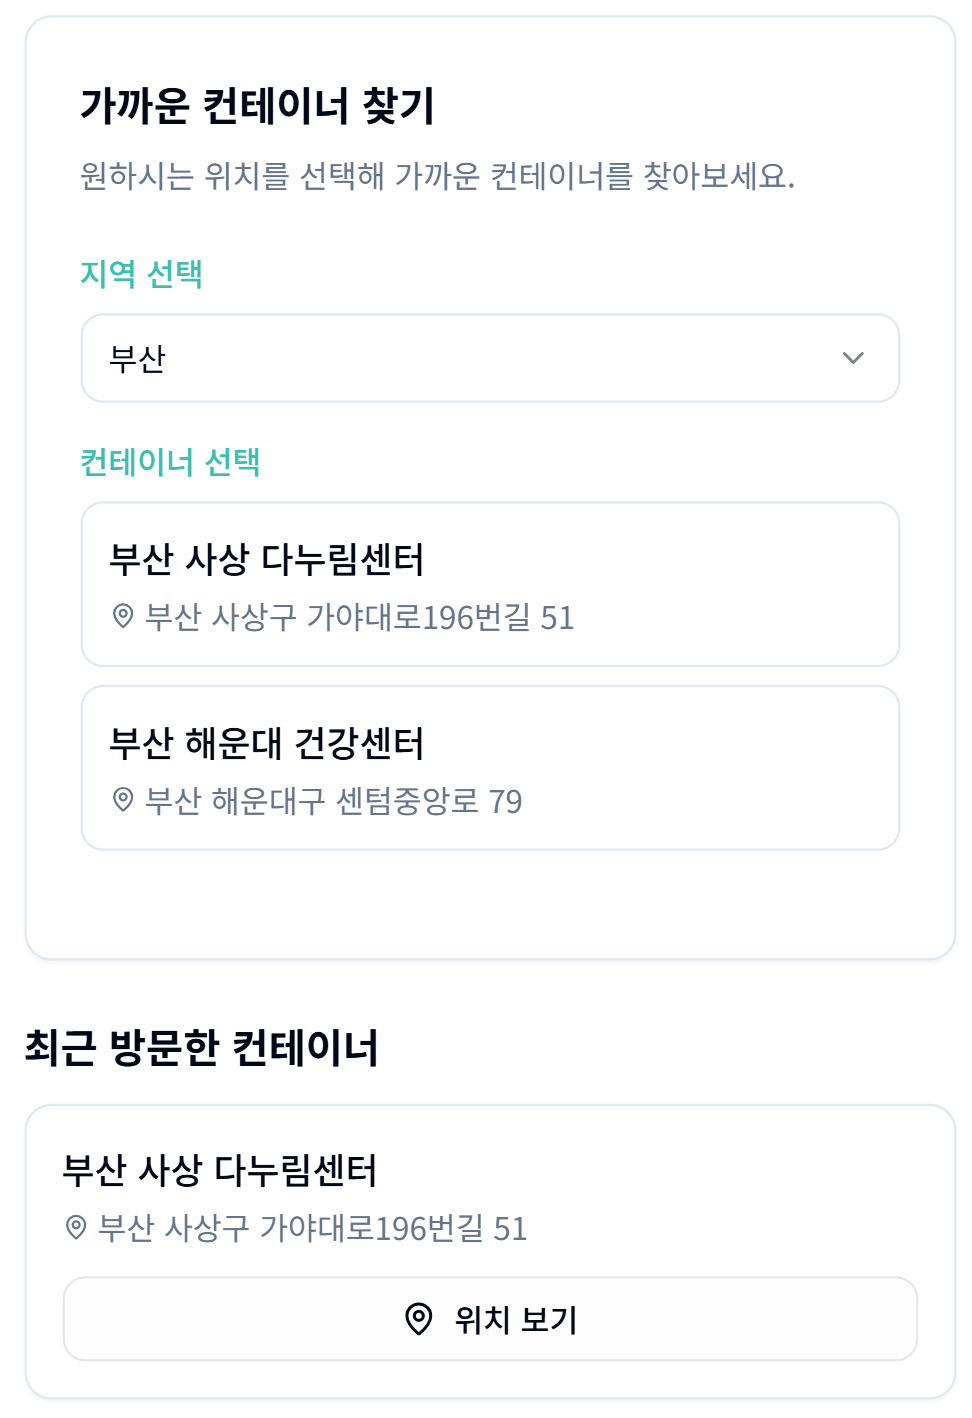 가까운 컨테이너 찾기
원하시는 위치를 선택해 가까운 컨테이너를 찾아보세요.
지역 선택
부산
컨테이너 선택
부산 사상 다누림센터
부산 사상구 가야대로196번길 51
부산 해운대 건강센터
부산 해운대구 센텀중앙로 79
최근 방문한 컨테이너
부산 사상 다누림센터
부산 사상구 가야대로196번길 51
위치 보기